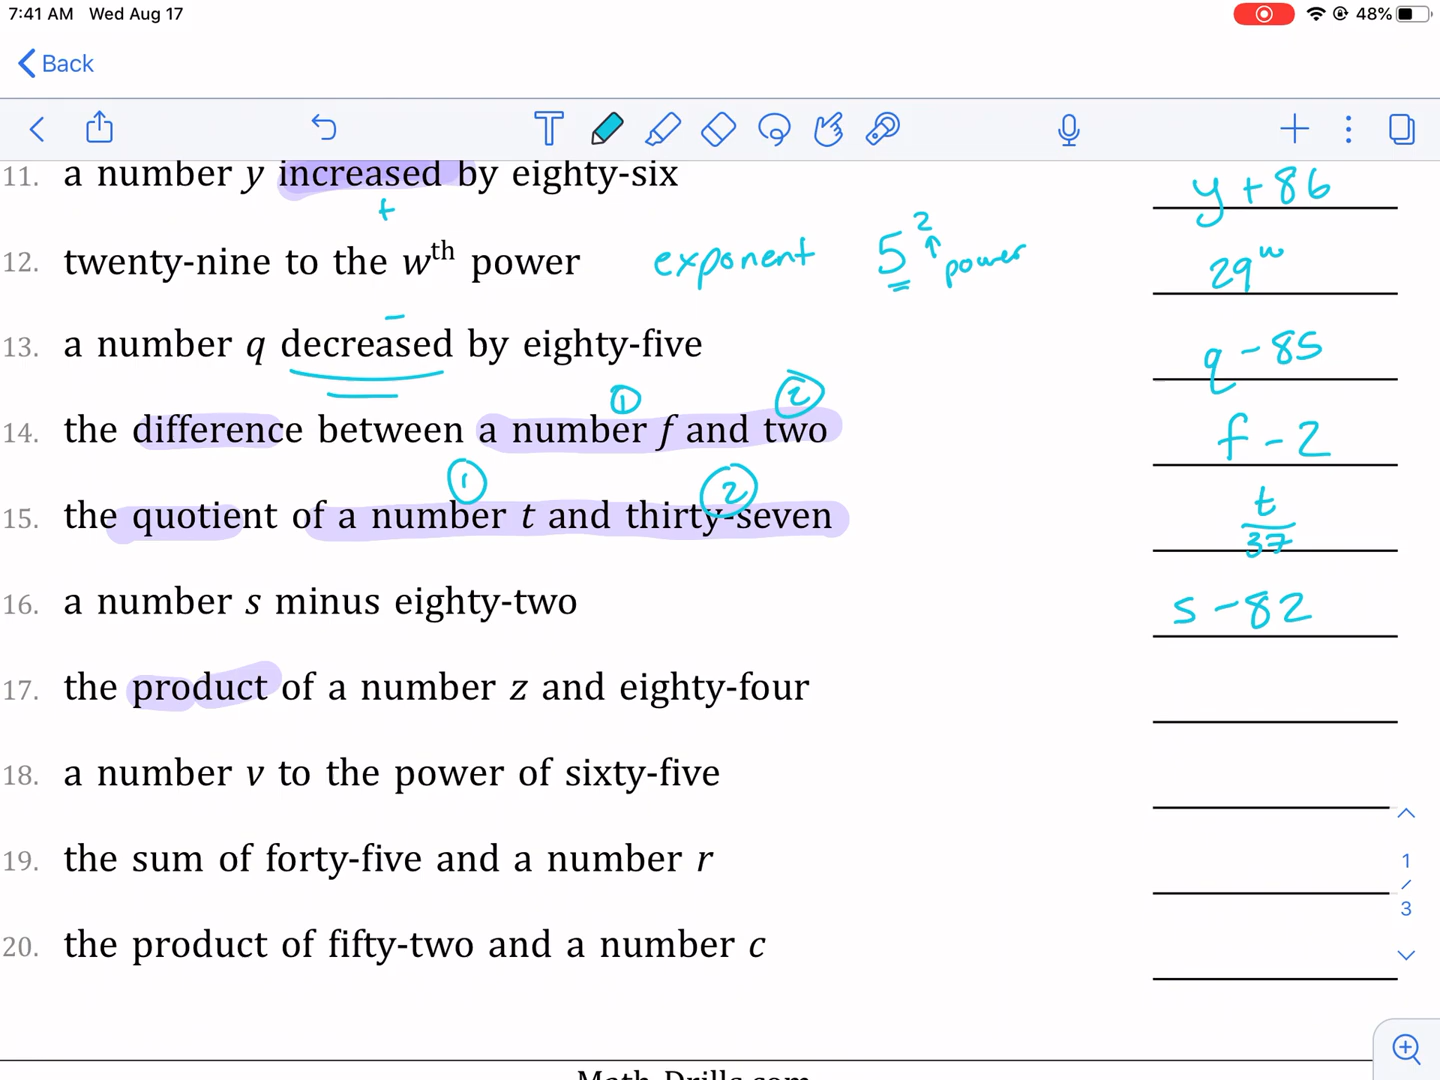 7:41 AM Wed Aug 17
48%
Back
T
11. a number y increased by eighty-six y + 86
+
12. twenty-nine to the wᵗʰ power exponent 5² ↑ power 29ʷ
−
13. a number q decreased by eighty-five q - 85
① ②
14. the difference between a number f and two f - 2
① ②
15. the quotient of a number t and thirty-seven t/37
16. a number s minus eighty-two s - 82
17. the product of a number z and eighty-four
18. a number v to the power of sixty-five
19. the sum of forty-five and a number r
20. the product of fifty-two and a number c
1
/
3
Math-Drills.com